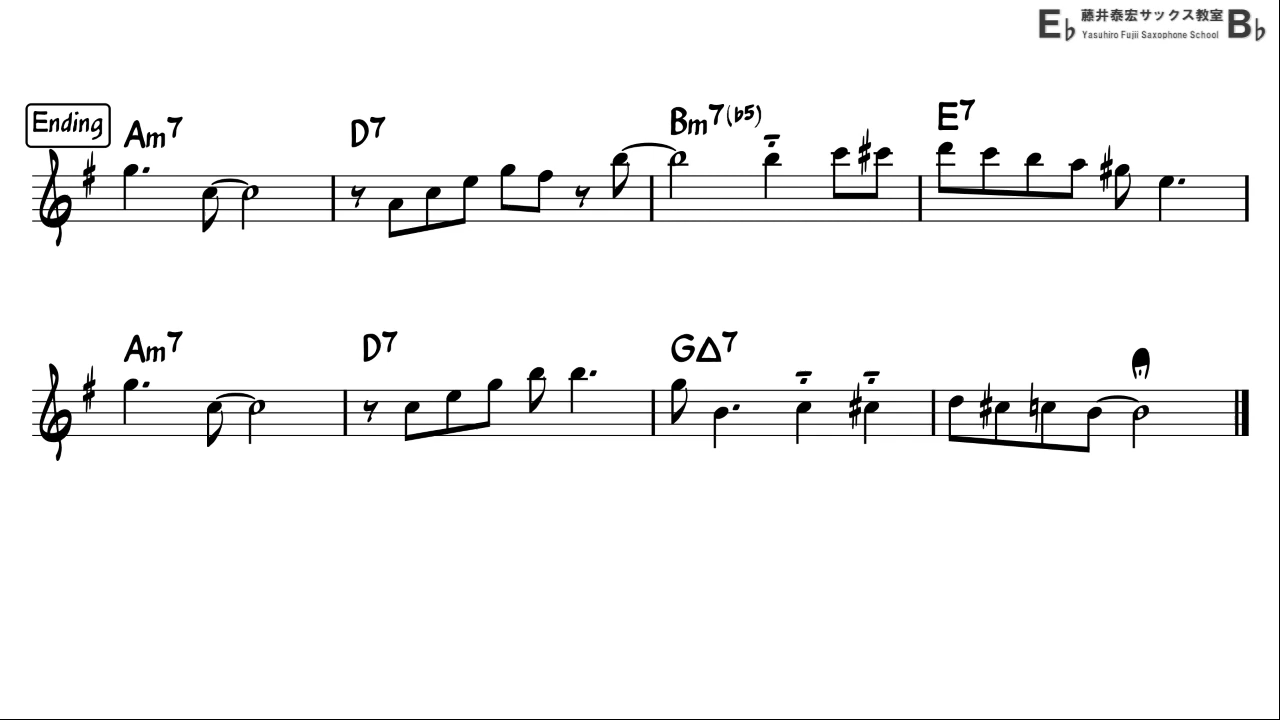 E♭ 藤井泰宏サックス教室 B♭
Yasuhiro Fujii Saxophone School
Ending Am7 D7 Bm7(♭5) E7
Am7 D7 G△7